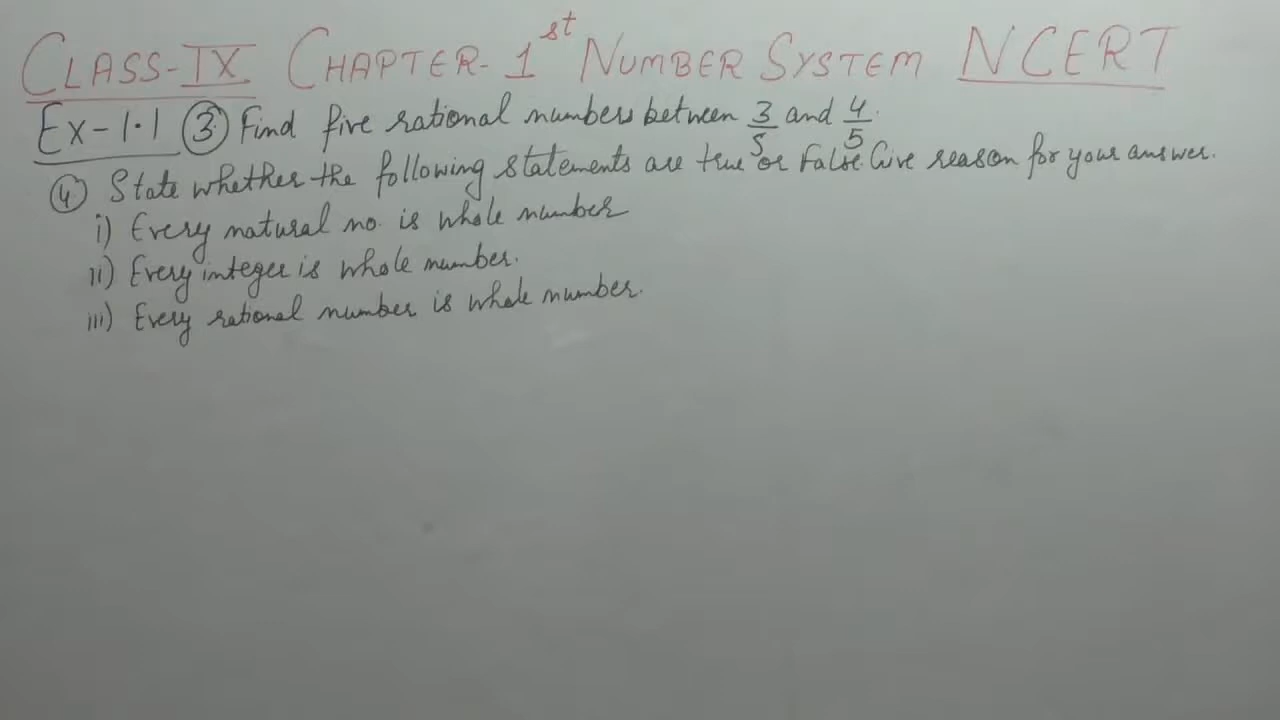 CLASS-IX CHAPTER-1st NUMBER SYSTEM NCERT
Ex-1.1 ③ Find five rational numbers between 3/5 and 4/5.
④ State whether the following statements are true or False. Give reason for your answer.
i) Every natural no. is whole number
ii) Every integer is whole number.
iii) Every rational number is whole number.